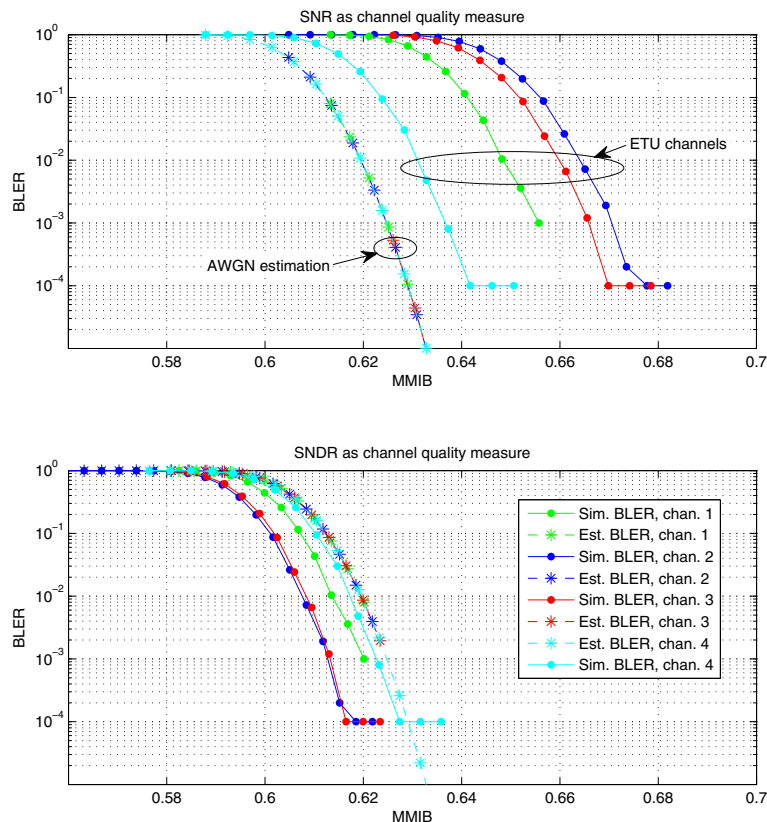 SNR as channel quality measure
BLER
10^0
10^-1
10^-2
10^-3
10^-4
ETU channels
AWGN estimation
0.58 0.6 0.62 0.64 0.66 0.68 0.7
MMIB
SNDR as channel quality measure
BLER
10^0
10^-1
10^-2
10^-3
10^-4
Sim. BLER, chan. 1
Est. BLER, chan. 1
Sim. BLER, chan. 2
Est. BLER, chan. 2
Sim. BLER, chan. 3
Est. BLER, chan. 3
Est. BLER, chan. 4
Sim. BLER, chan. 4
0.58 0.6 0.62 0.64 0.66 0.68 0.7
MMIB